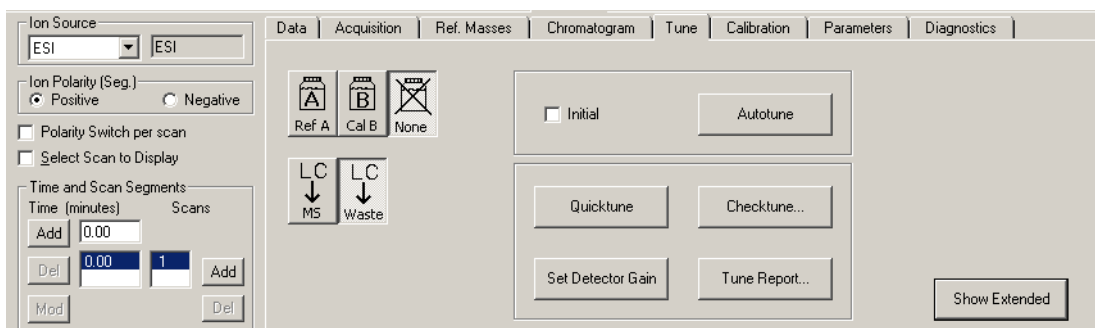 Ion Source
ESI ESI
Ion Polarity (Seg.)
Positive Negative
Polarity Switch per scan
Select Scan to Display
Time and Scan Segments
Time (minutes) Scans
Add 0.00
Del 0.00 1 Add
Mod Del
Data Acquisition Ref. Masses Chromatogram Tune Calibration Parameters Diagnostics
A B
Ref A Cal B None
LC LC
MS Waste
Initial Autotune
Quicktune Checktune...
Set Detector Gain Tune Report...
Show Extended